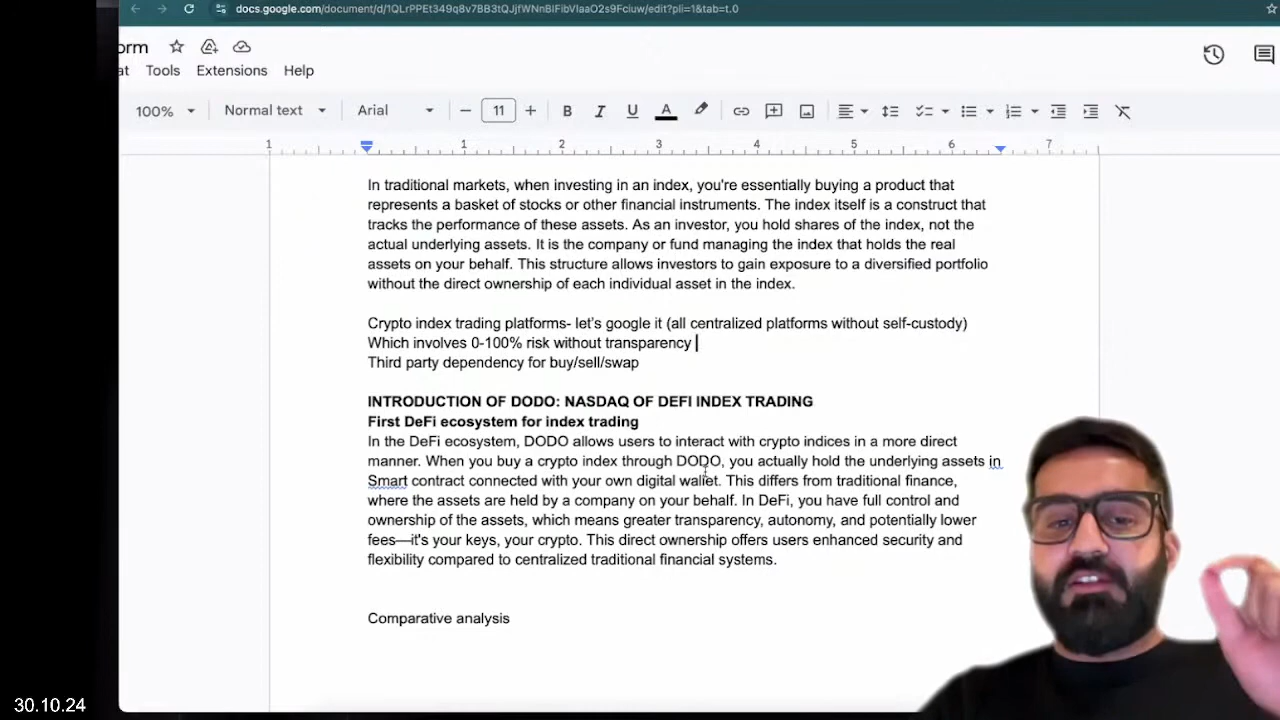 docs.google.com/document/d/1QLrPPEt349q8v7BB3tQJjfWNnBIFibVIaaO2s9Fciuw/edit?pli=1&tab=t.0
orm
at Tools Extensions Help
100% Normal text Arial 11 B I U A
1 1 2 3 4 5 6 7
In traditional markets, when investing in an index, you're essentially buying a product that
represents a basket of stocks or other financial instruments. The index itself is a construct that
tracks the performance of these assets. As an investor, you hold shares of the index, not the
actual underlying assets. It is the company or fund managing the index that holds the real
assets on your behalf. This structure allows investors to gain exposure to a diversified portfolio
without the direct ownership of each individual asset in the index.
Crypto index trading platforms- let's google it (all centralized platforms without self-custody)
Which involves 0-100% risk without transparency
Third party dependency for buy/sell/swap
INTRODUCTION OF DODO: NASDAQ OF DEFI INDEX TRADING
First DeFi ecosystem for index trading
In the DeFi ecosystem, DODO allows users to interact with crypto indices in a more direct
manner. When you buy a crypto index through DODO, you actually hold the underlying assets in
Smart contract connected with your own digital wallet. This differs from traditional finance,
where the assets are held by a company on your behalf. In DeFi, you have full control and
ownership of the assets, which means greater transparency, autonomy, and potentially lower
fees—it's your keys, your crypto. This direct ownership offers users enhanced security and
flexibility compared to centralized traditional financial systems.
Comparative analysis
30.10.24